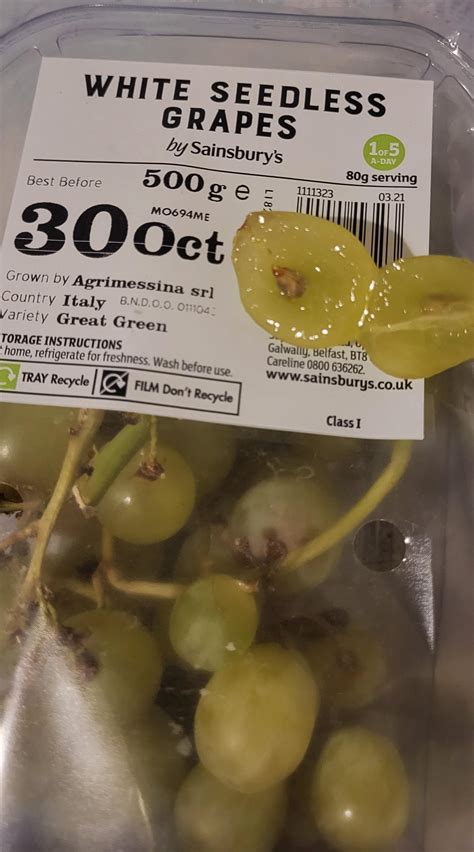 WHITE SEEDLESS
GRAPES
by Sainsbury's
1 OF 5
A-DAY
80g serving
Best Before
500g e
1111323
03.21
MO694ME
30Oct
Grown by Agrimessina srl
Country Italy B.N.D.O.O.
Variety Great Green
TORAGE INSTRUCTIONS
home, refrigerate for freshness. Wash before use.
TRAY Recycle
FILM Don't Recycle
Galwally, Belfast, BT8
Careline 0800 636262.
www.sainsburys.co.uk
Class I